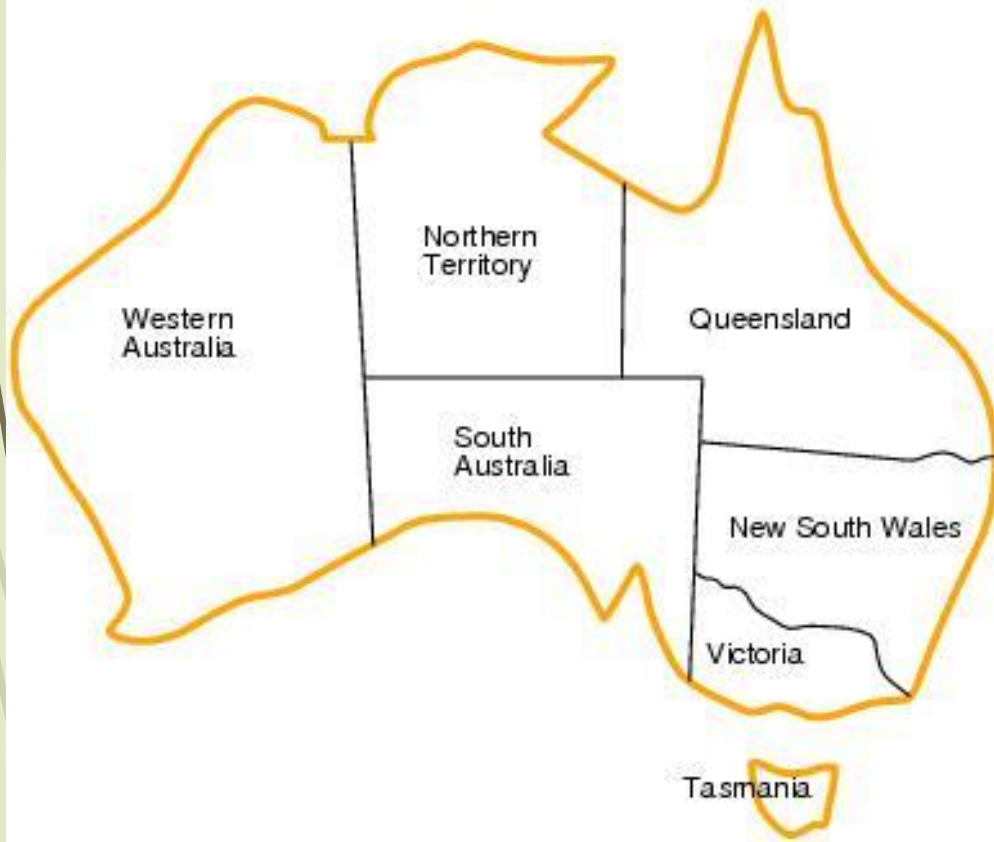 Northern
Territory
Western
Australia
Queensland
South
Australia
New South Wales
Victoria
Tasmania